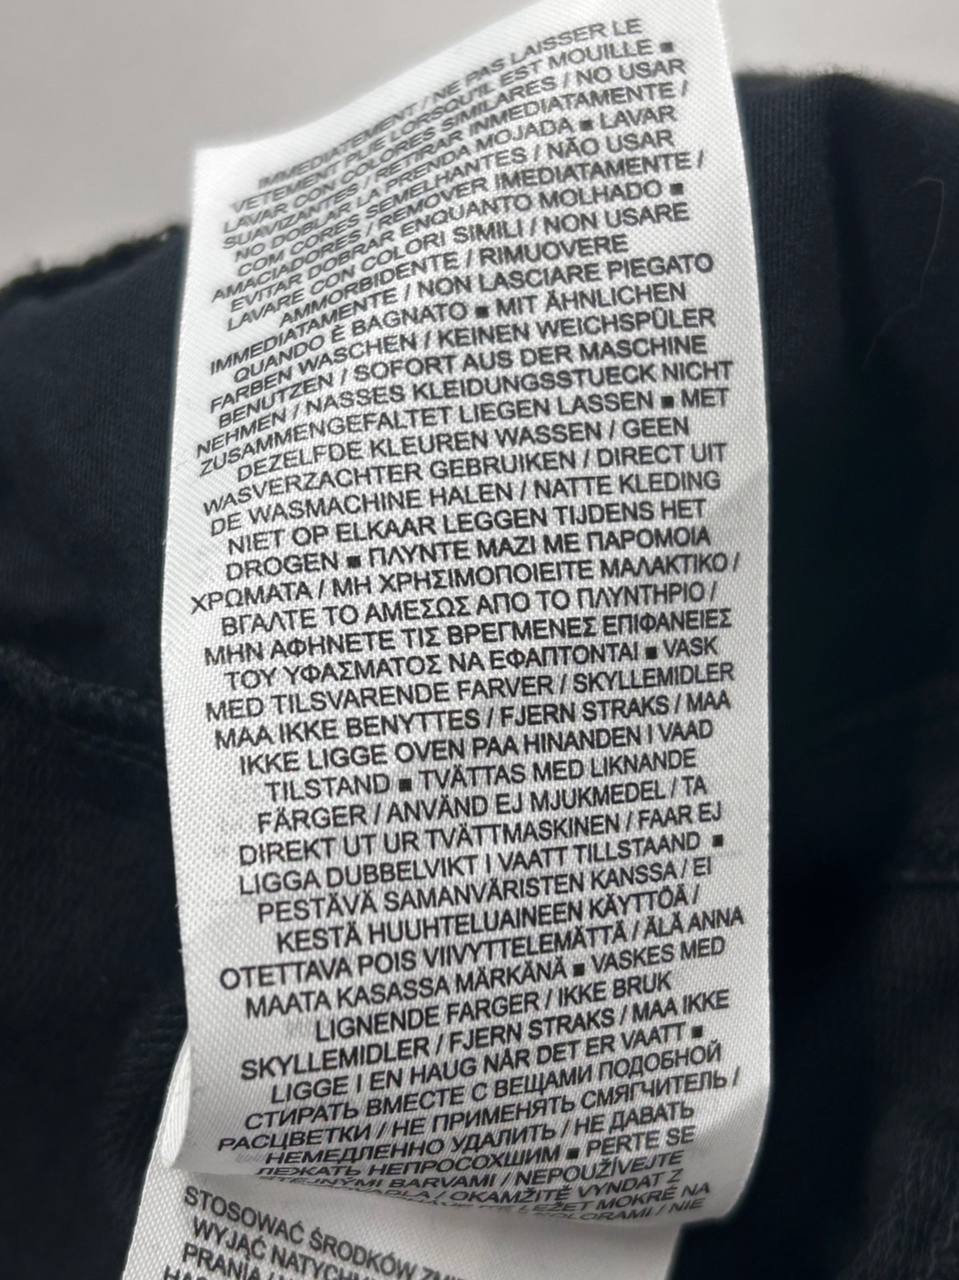 IMMEDIATEMENT / NE PAS LAISSER LE
VETEMENT PLIE LORSQU'IL EST MOUILLE ■
LAVAR CON COLORES SIMILARES / NO USAR
SUAVIZANTES / RETIRAR INMEDIATAMENTE /
NO DOBLAR LA PRENDA MOJADA ■ LAVAR
COM CORES SEMELHANTES / NÃO USAR
AMACIADORES / REMOVER IMEDIATAMENTE /
EVITAR DOBRAR ENQUANTO MOLHADO ■
LAVARE CON COLORI SIMILI / NON USARE
AMMORBIDENTE / RIMUOVERE
IMMEDIATAMENTE / NON LASCIARE PIEGATO
QUANDO È BAGNATO ■ MIT ÄHNLICHEN
FARBEN WASCHEN / KEINEN WEICHSPÜLER
BENUTZEN / SOFORT AUS DER MASCHINE
NEHMEN / NASSES KLEIDUNGSSTUECK NICHT
ZUSAMMENGEFALTET LIEGEN LASSEN ■ MET
DEZELFDE KLEUREN WASSEN / GEEN
WASVERZACHTER GEBRUIKEN / DIRECT UIT
DE WASMACHINE HALEN / NATTE KLEDING
NIET OP ELKAAR LEGGEN TIJDENS HET
DROGEN ■ ΠΛΥΝΤΕ ΜΑΖΙ ΜΕ ΠΑΡΟΜΟΙΑ
ΧΡΩΜΑΤΑ / ΜΗ ΧΡΗΣΙΜΟΠΟΙΕΙΤΕ ΜΑΛΑΚΤΙΚΟ /
ΒΓΑΛΤΕ ΤΟ ΑΜΕΣΩΣ ΑΠΟ ΤΟ ΠΛΥΝΤΗΡΙΟ /
ΜΗΝ ΑΦΗΝΕΤΕ ΤΙΣ ΒΡΕΓΜΕΝΕΣ ΕΠΙΦΑΝΕΙΕΣ
ΤΟΥ ΥΦΑΣΜΑΤΟΣ ΝΑ ΕΦΑΠΤΟΝΤΑΙ ■ VASK
MED TILSVARENDE FARVER / SKYLLEMIDLER
MAA IKKE BENYTTES / FJERN STRAKS / MAA
IKKE LIGGE OVEN PAA HINANDEN I VAAD
TILSTAND ■ TVÄTTAS MED LIKNANDE
FÄRGER / ANVÄND EJ MJUKMEDEL / TA
DIREKT UT UR TVÄTTMASKINEN / FAAR EJ
LIGGA DUBBELVIKT I VAATT TILLSTAAND ■
PESTÄVÄ SAMANVÄRISTEN KANSSA / EI
KESTÄ HUUHTELUAINEEN KÄYTTÖÄ /
OTETTAVA POIS VIIVYTTELEMÄTTÄ / ÄLÄ ANNA
MAATA KASASSA MÄRKÄNÄ ■ VASKES MED
LIGNENDE FARGER / IKKE BRUK
SKYLLEMIDLER / FJERN STRAKS / MAA IKKE
LIGGE I EN HAUG NÅR DET ER VAATT ■
СТИРАТЬ ВМЕСТЕ С ВЕЩАМИ ПОДОБНОЙ
РАСЦВЕТКИ / НЕ ПРИМЕНЯТЬ СМЯГЧИТЕЛЬ /
НЕМЕДЛЕННО УДАЛИТЬ / НЕ ДАВАТЬ
ЛЕЖАТЬ НЕПРОСОХШИМ ■ PERTE SE
BARVAMI / NEPOUŽÍVEJTE
/ OKAMŽITĚ VYNDAT Z
LEŽET MOKRÉ NA
/ NIE
STOSOWAĆ ŚRODKÓW
WYJĄĆ
PRANIA /